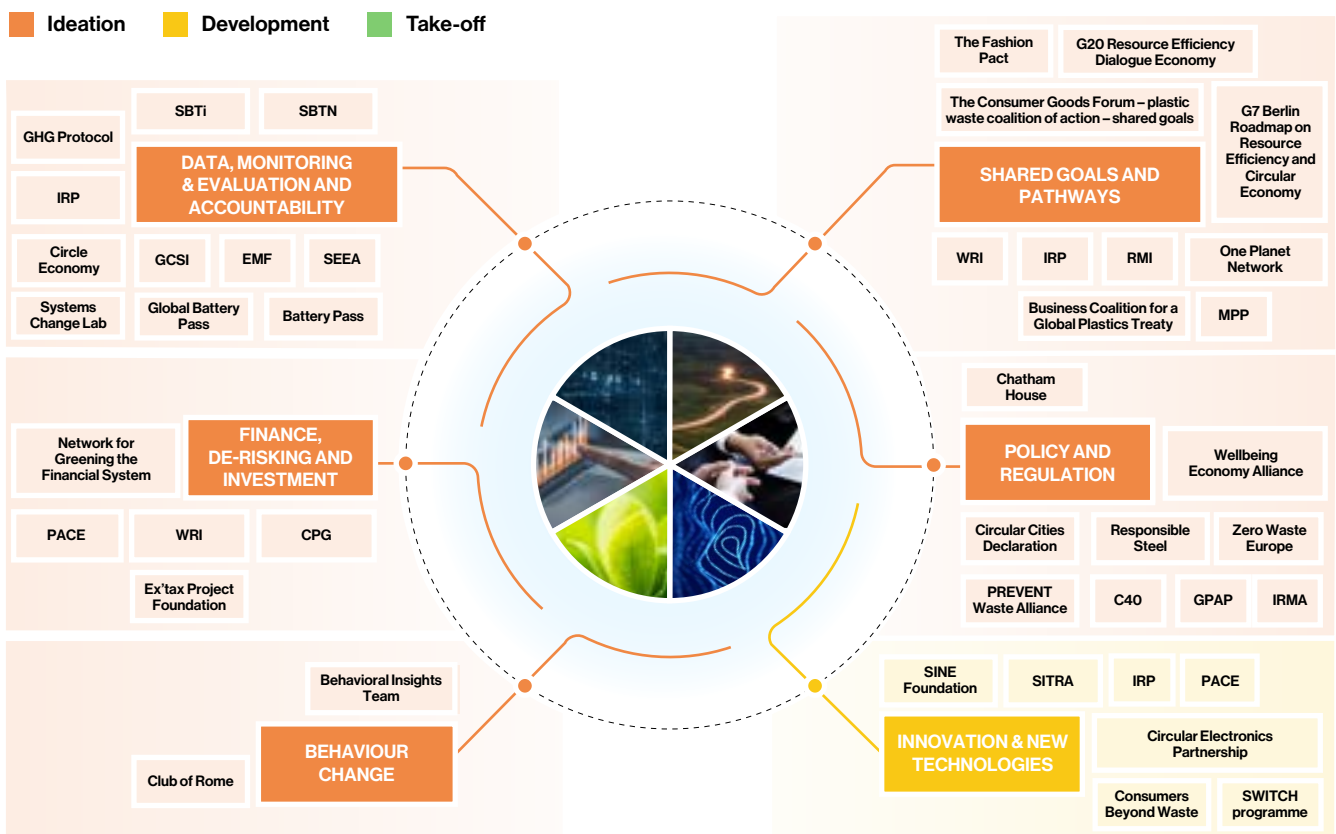 Ideation
Development
Take-off
SBTi
SBTN
GHG Protocol
DATA, MONITORING
& EVALUATION AND
ACCOUNTABILITY
IRP
Circle
Economy
GCSI
EMF
SEEA
Systems
Change Lab
Global Battery
Pass
Battery Pass
The Fashion
Pact
G20 Resource Efficiency
Dialogue Economy
The Consumer Goods Forum – plastic
waste coalition of action – shared goals
G7 Berlin
Roadmap on
Resource
Efficiency and
Circular
Economy
SHARED GOALS AND
PATHWAYS
WRI
IRP
RMI
One Planet
Network
Business Coalition for a
Global Plastics Treaty
MPP
Network for
Greening the
Financial System
FINANCE,
DE-RISKING AND
INVESTMENT
PACE
WRI
CPG
Ex’tax Project
Foundation
Chatham
House
POLICY AND
REGULATION
Wellbeing
Economy Alliance
Circular Cities
Declaration
Responsible
Steel
Zero Waste
Europe
PREVENT
Waste Alliance
C40
GPAP
IRMA
Behavioral Insights
Team
BEHAVIOUR
CHANGE
Club of Rome
SINE
Foundation
SITRA
IRP
PACE
INNOVATION & NEW
TECHNOLOGIES
Circular Electronics
Partnership
Consumers
Beyond Waste
SWITCH
programme